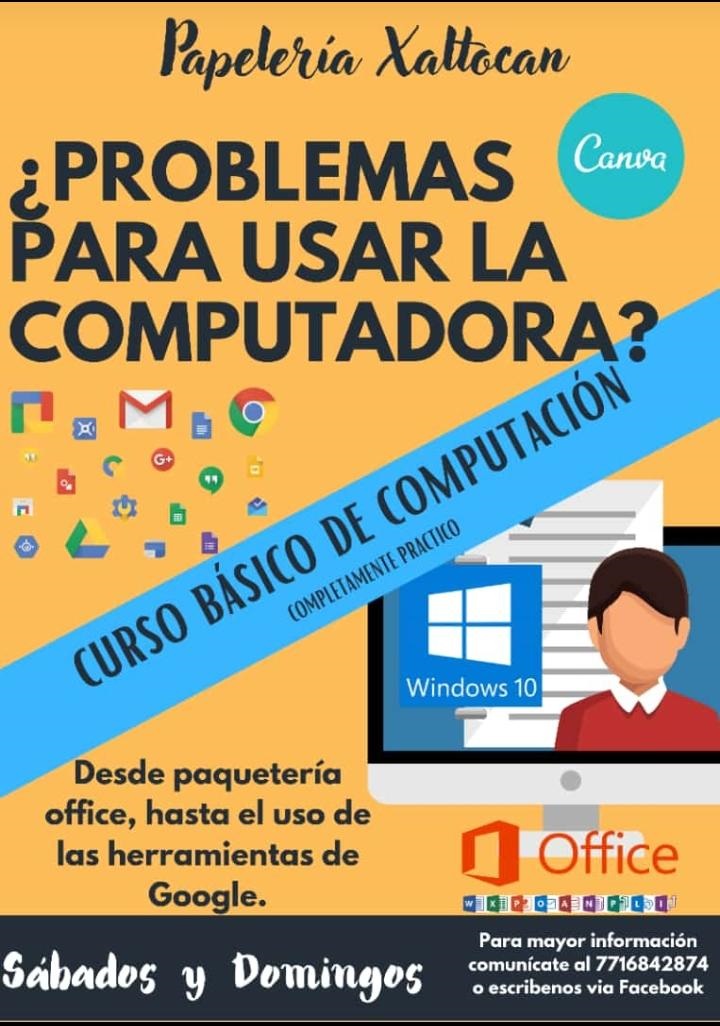 Papelería Xaltocan
Canva
¿PROBLEMAS
PARA USAR LA
COMPUTADORA?
G+
CURSO BÁSICO DE COMPUTACIÓN
COMPLETAMENTE PRACTICO
Windows 10
Desde paquetería
office, hasta el uso de
las herramientas de
Google.
Office
W X P O A N P L I
Sábados y Domingos
Para mayor información
comunícate al 7716842874
o escribenos via Facebook